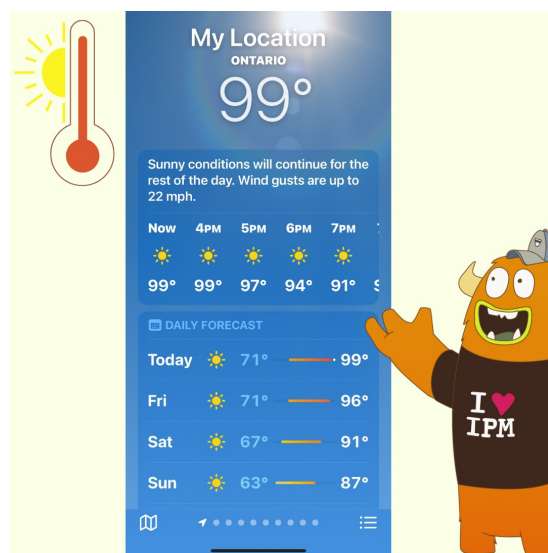 My Location
ONTARIO
99°
Sunny conditions will continue for the
rest of the day. Wind gusts are up to
22 mph.
Now 4PM 5PM 6PM 7PM
99° 99° 97° 94° 91°
DAILY FORECAST
Today 71° 99°
Fri 71° 96°
Sat 67° 91°
Sun 63° 87°
I
IPM